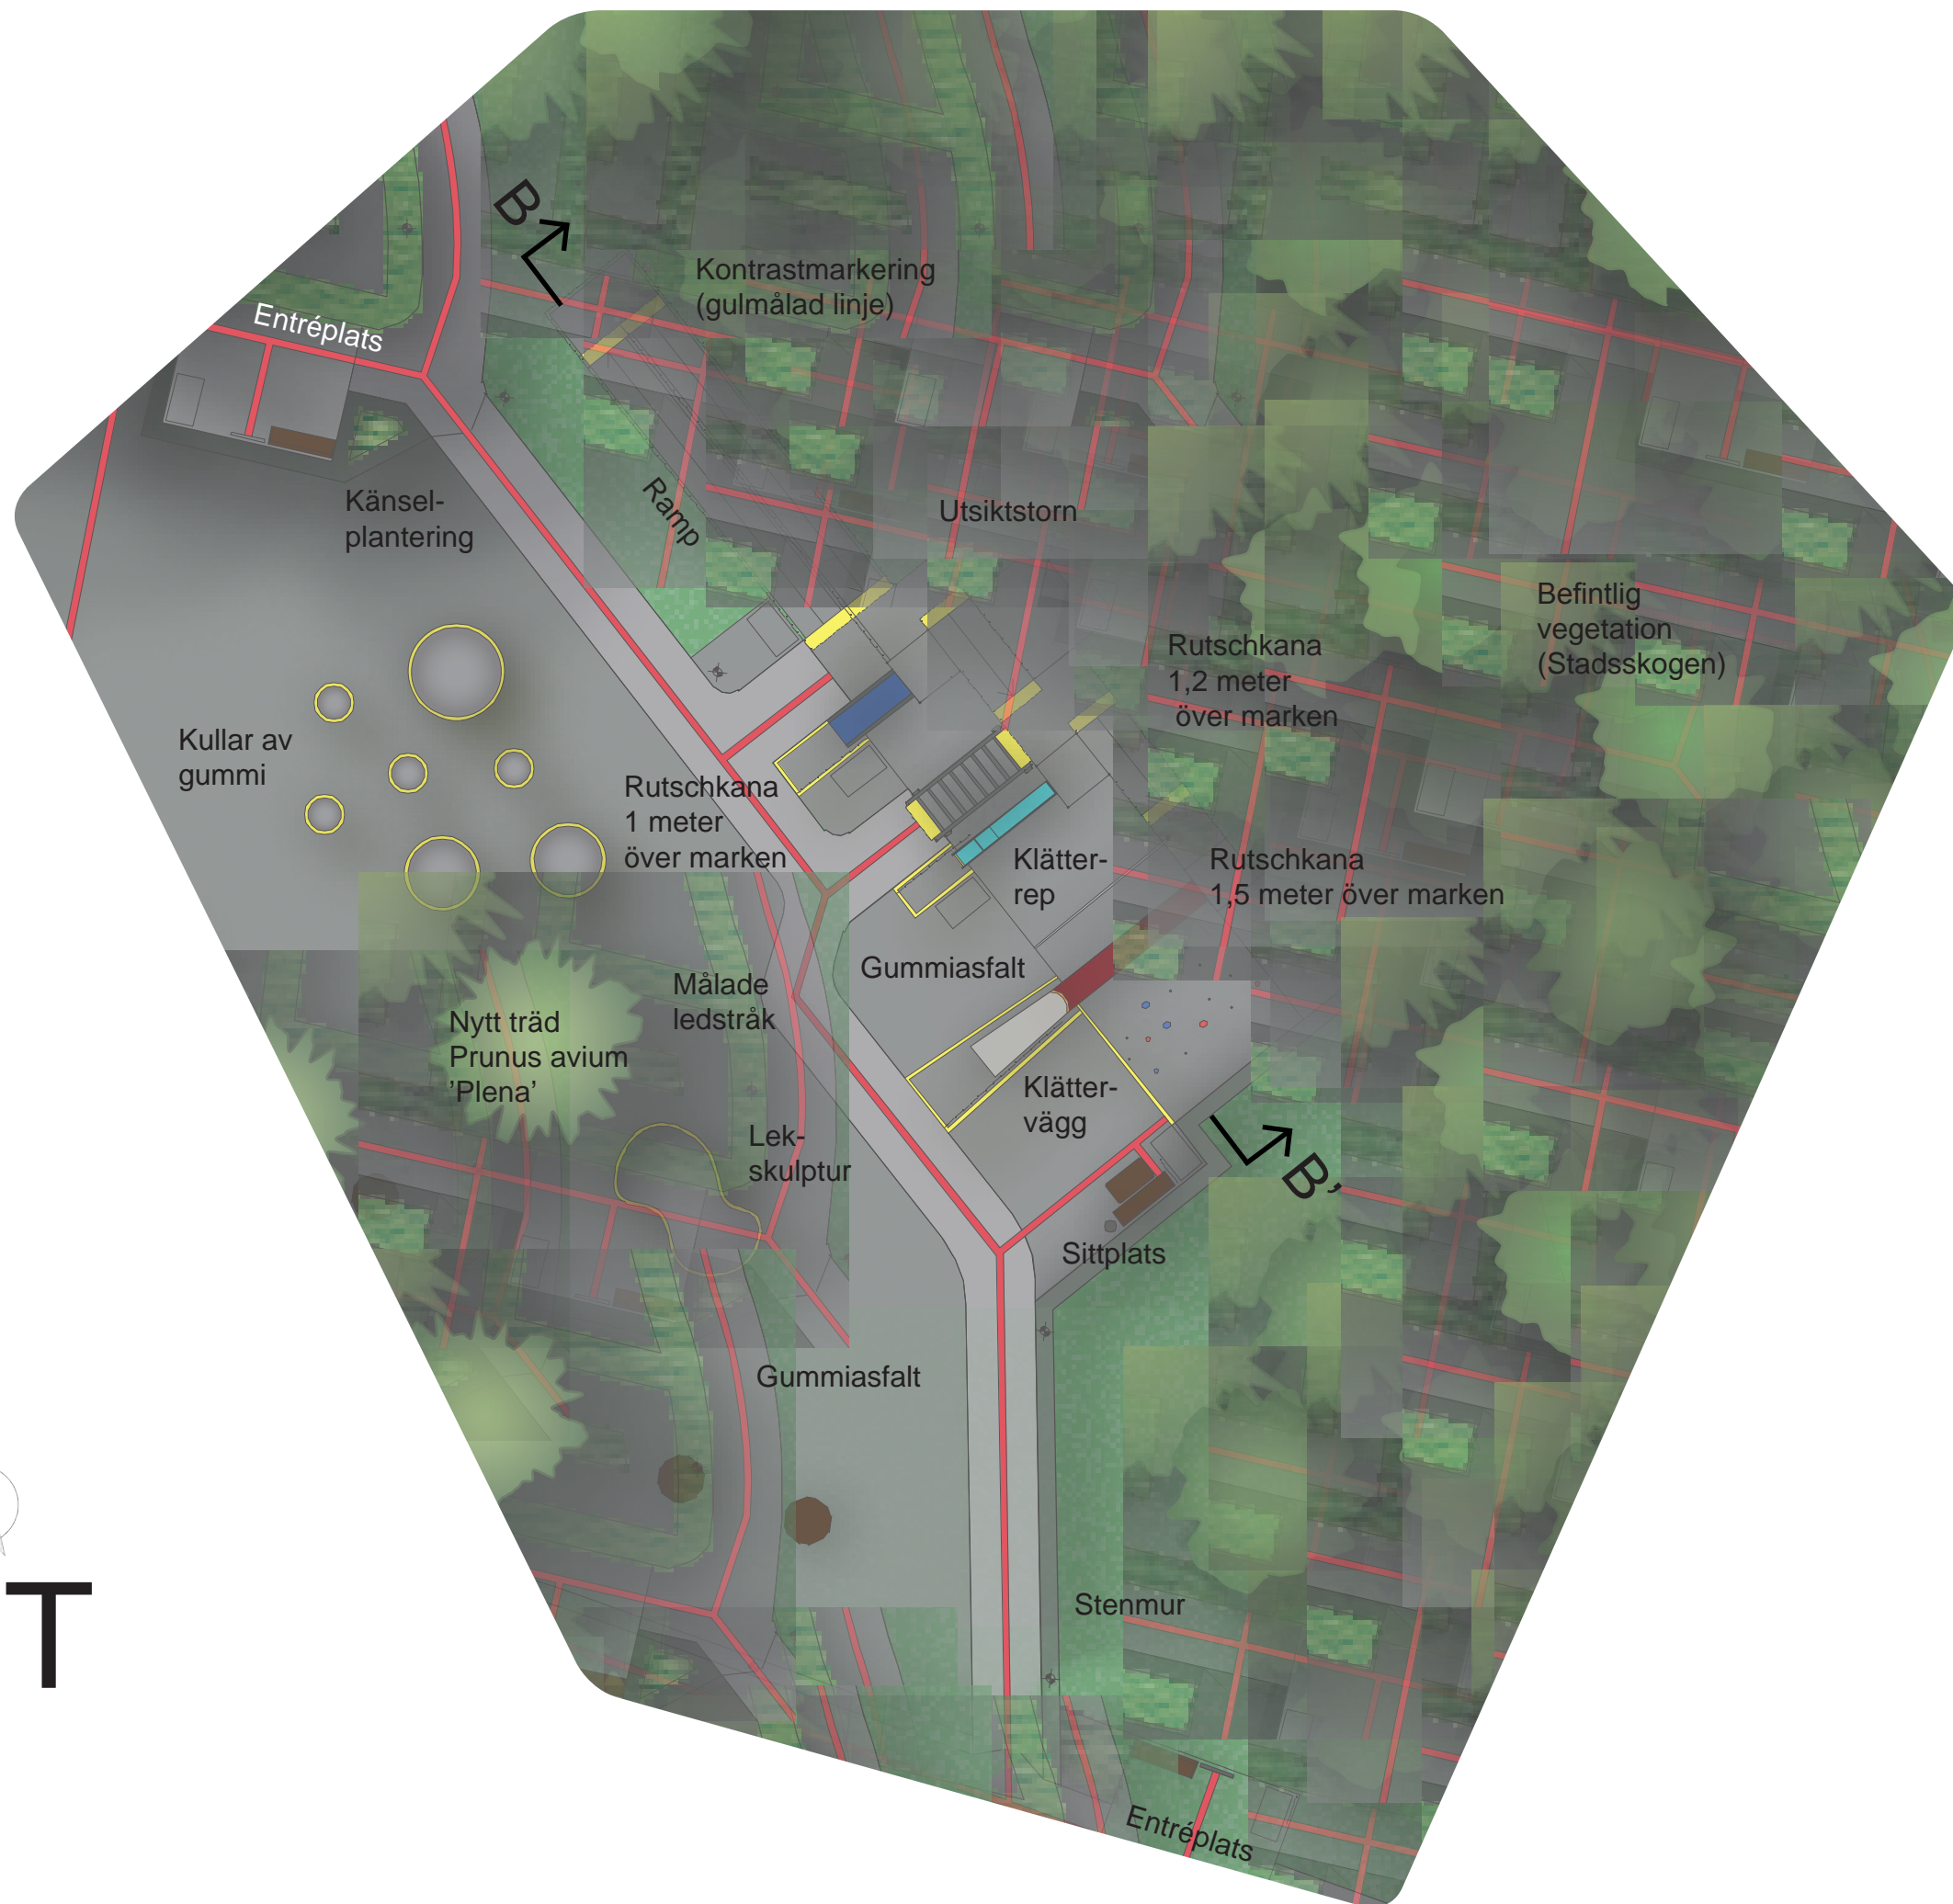 B
Kontrastmarkering
(gulmålad linje)
Entréplats
Känsel-
plantering
Ramp
Utsiktstorn
Befintlig
vegetation
(Stadsskogen)
Rutschkana
1,2 meter
över marken
Kullar av
gummi
Rutschkana
1 meter
över marken
Klätter-
rep
Rutschkana
1,5 meter över marken
Gummiasfalt
Målade
ledstråk
Nytt träd
Prunus avium
’Plena’
Klätter-
vägg
Lek-
skulptur
B’
Sittplats
Gummiasfalt
T
Stenmur
Entréplats